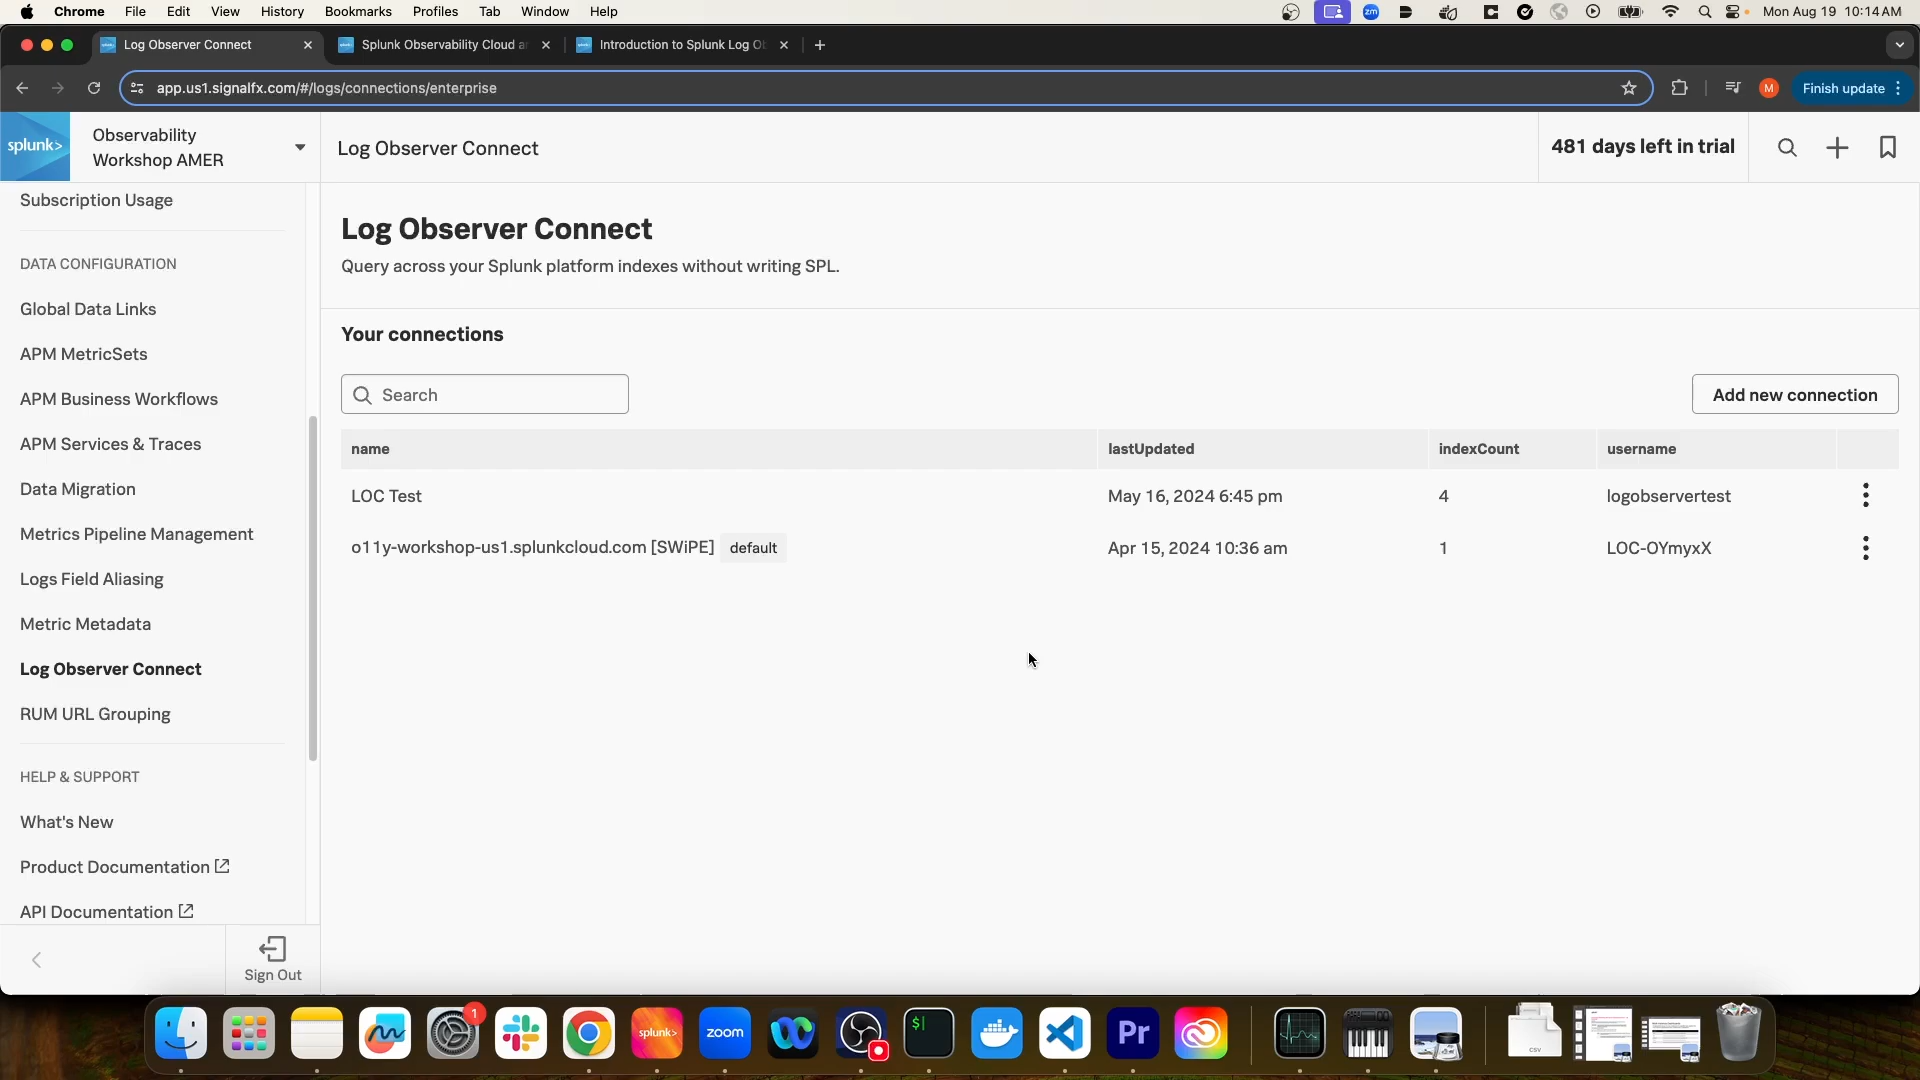 Chrome File Edit View History Bookmarks Profiles Tab Window Help
zm
Mon Aug 19 10:14 AM
Log Observer Connect
Splunk Observability Cloud a
Introduction to Splunk Log O
app.us1.signalfx.com/#/logs/connections/enterprise
M
Finish update
splunk>
Observability
Workshop AMER
Log Observer Connect
481 days left in trial
Subscription Usage
DATA CONFIGURATION
Global Data Links
APM MetricSets
APM Business Workflows
APM Services & Traces
Data Migration
Metrics Pipeline Management
Logs Field Aliasing
Metric Metadata
Log Observer Connect
RUM URL Grouping
HELP & SUPPORT
What's New
Product Documentation
API Documentation
Sign Out
Log Observer Connect
Query across your Splunk platform indexes without writing SPL.
Your connections
Search
Add new connection
name lastUpdated indexCount username
LOC Test May 16, 2024 6:45 pm 4 logobservertest
o11y-workshop-us1.splunkcloud.com [SWiPE] default Apr 15, 2024 10:36 am 1 LOC-OYmyxX
1
splunk>
zoom
$
Pr
CSV